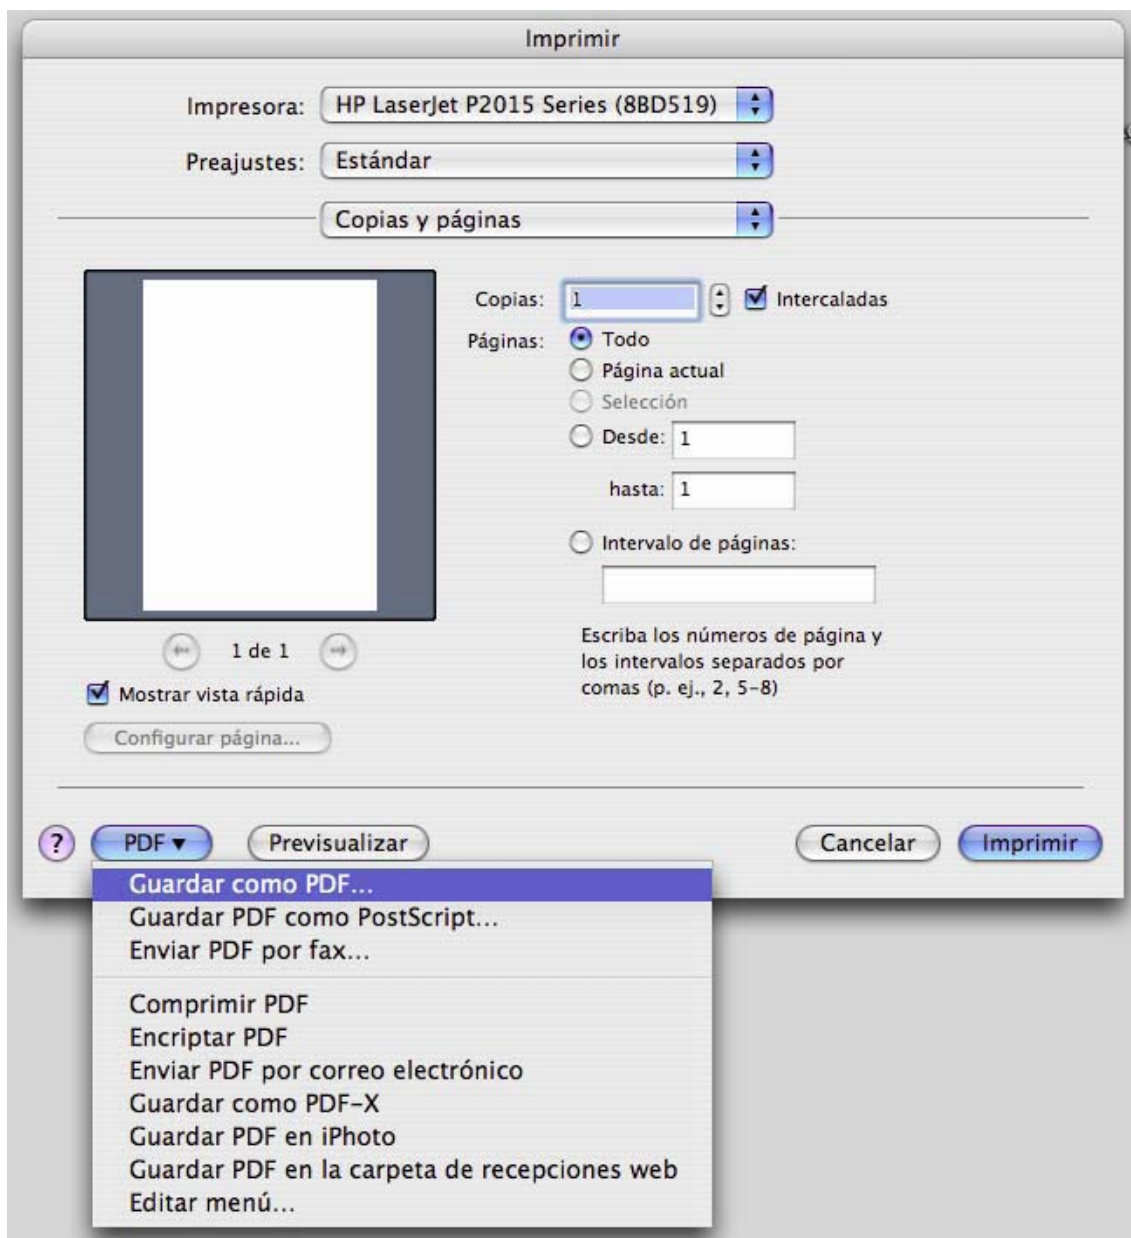 Imprimir
Impresora: HP LaserJet P2015 Series (8BD519)
Preajustes: Estándar
Copias y páginas
Copias: 1 Intercaladas
Páginas: Todo
Página actual
Selección
Desde: 1
hasta: 1
Intervalo de páginas:
Escriba los números de página y
los intervalos separados por
comas (p. ej., 2, 5-8)
1 de 1
Mostrar vista rápida
Configurar página...
? PDF ▼ Previsualizar Cancelar Imprimir
Guardar como PDF...
Guardar PDF como PostScript...
Enviar PDF por fax...
Comprimir PDF
Encriptar PDF
Enviar PDF por correo electrónico
Guardar como PDF-X
Guardar PDF en iPhoto
Guardar PDF en la carpeta de recepciones web
Editar menú...